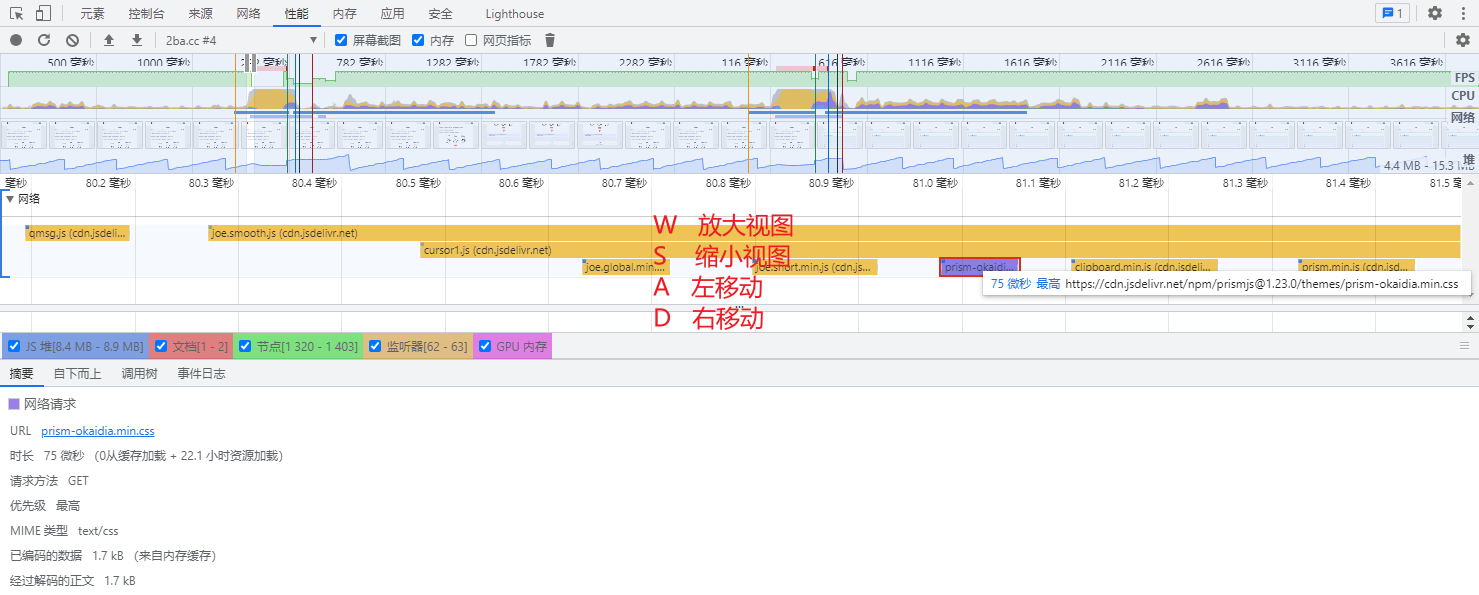 元素 控制台 来源 网络 性能 内存 应用 安全 Lighthouse 1
2ba.cc #4 屏幕截图 内存 网页指标
500 毫秒 1000 毫秒 782 毫秒 1282 毫秒 1782 毫秒 2282 毫秒 116 毫秒 616 毫秒 1116 毫秒 1616 毫秒 2116 毫秒 2616 毫秒 3116 毫秒 3616 毫秒
FPS
CPU
网络
堆
4.4 MB - 15.3 MB
毫秒 80.2 毫秒 80.3 毫秒 80.4 毫秒 80.5 毫秒 80.6 毫秒 80.7 毫秒 80.8 毫秒 80.9 毫秒 81.0 毫秒 81.1 毫秒 81.2 毫秒 81.3 毫秒 81.4 毫秒 81.5 毫
网络
W 放大视图
qmsg.js (cdn.jsdeli... joe.smooth.js (cdn.jsdelivr.net)
cursor1.js (cdn.jsdelivr.net)
S 缩小视图
joe.global.min.... joe.short.min.js (cdn.js... prism-okaidi... clipboard.min.js (cdn.jsdeli... prism.min.js (cdn.jsd...
75 微秒 最高 https://cdn.jsdelivr.net/npm/prismjs@1.23.0/themes/prism-okaidia.min.css
A 左移动
D 右移动
JS 堆[8.4 MB - 8.9 MB] 文档[1 - 2] 节点[1 320 - 1 403] 监听器[62 - 63] GPU 内存
摘要 自下而上 调用树 事件日志
网络请求
URL prism-okaidia.min.css
时长 75 微秒 (0从缓存加载 + 22.1 小时资源加载)
请求方法 GET
优先级 最高
MIME 类型 text/css
已编码的数据 1.7 kB (来自内存缓存)
经过解码的正文 1.7 kB